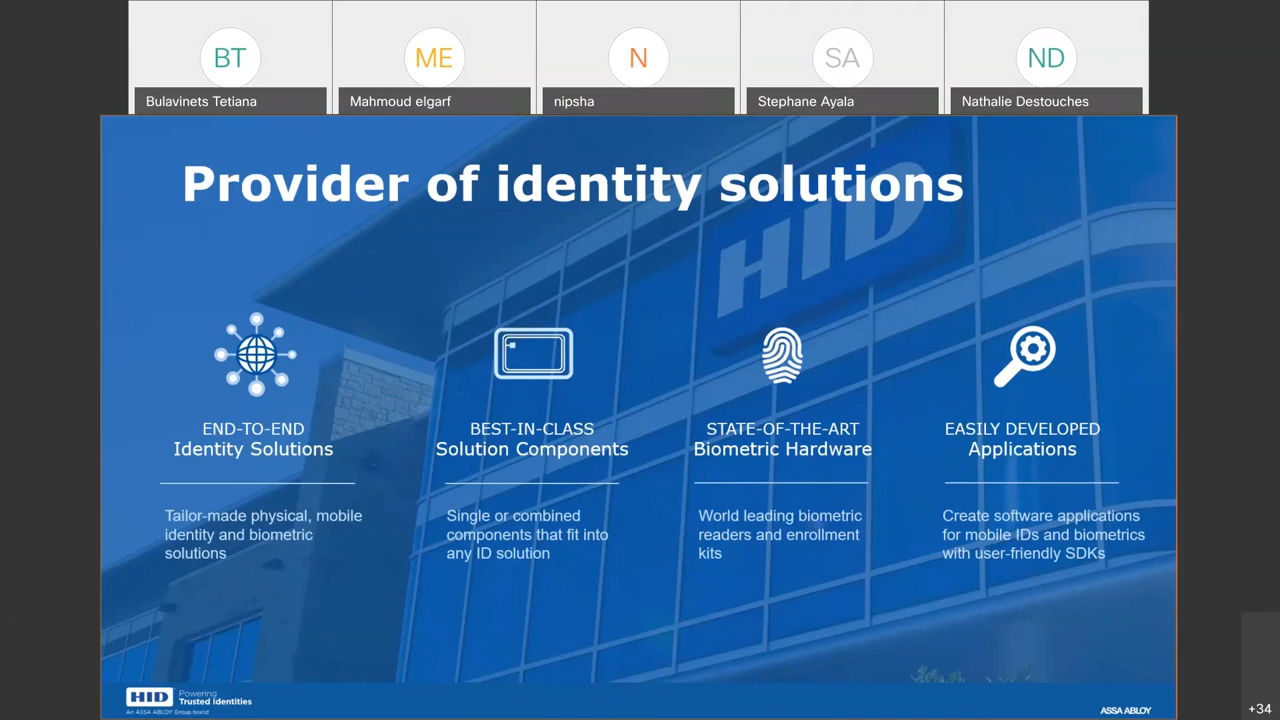 BT
ME
N
SA
ND
Bulavinets Tetiana
Mahmoud elgarf
nipsha
Stephane Ayala
Nathalie Destouches
Provider of identity solutions
HID
END-TO-END
Identity Solutions
Tailor-made physical, mobile
identity and biometric
solutions
BEST-IN-CLASS
Solution Components
Single or combined
components that fit into
any ID solution
STATE-OF-THE-ART
Biometric Hardware
World leading biometric
readers and enrollment
kits
EASILY DEVELOPED
Applications
Create software applications
for mobile IDs and biometrics
with user-friendly SDKs
HID
Powering
Trusted Identities
An ASSA ABLOY Group brand
ASSA ABLOY
+34